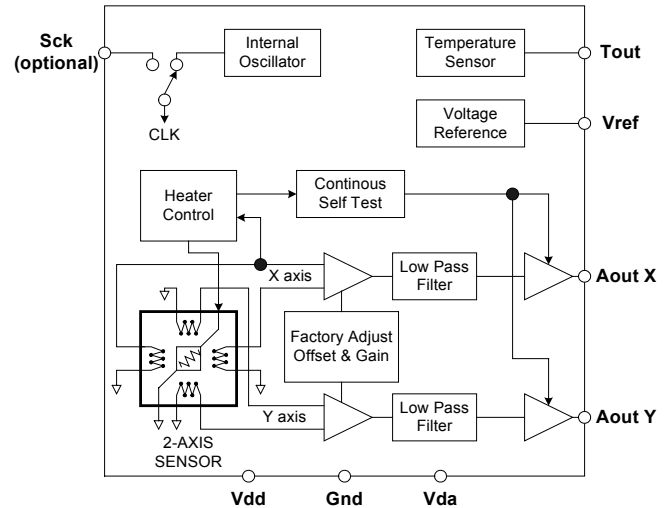 Sck
(optional)
Internal
Oscillator
CLK
Temperature
Sensor
Tout
Voltage
Reference
Vref
Heater
Control
Continous
Self Test
X axis
Low Pass
Filter
Aout X
Factory Adjust
Offset & Gain
Y axis
Low Pass
Filter
Aout Y
2-AXIS
SENSOR
Vdd
Gnd
Vda